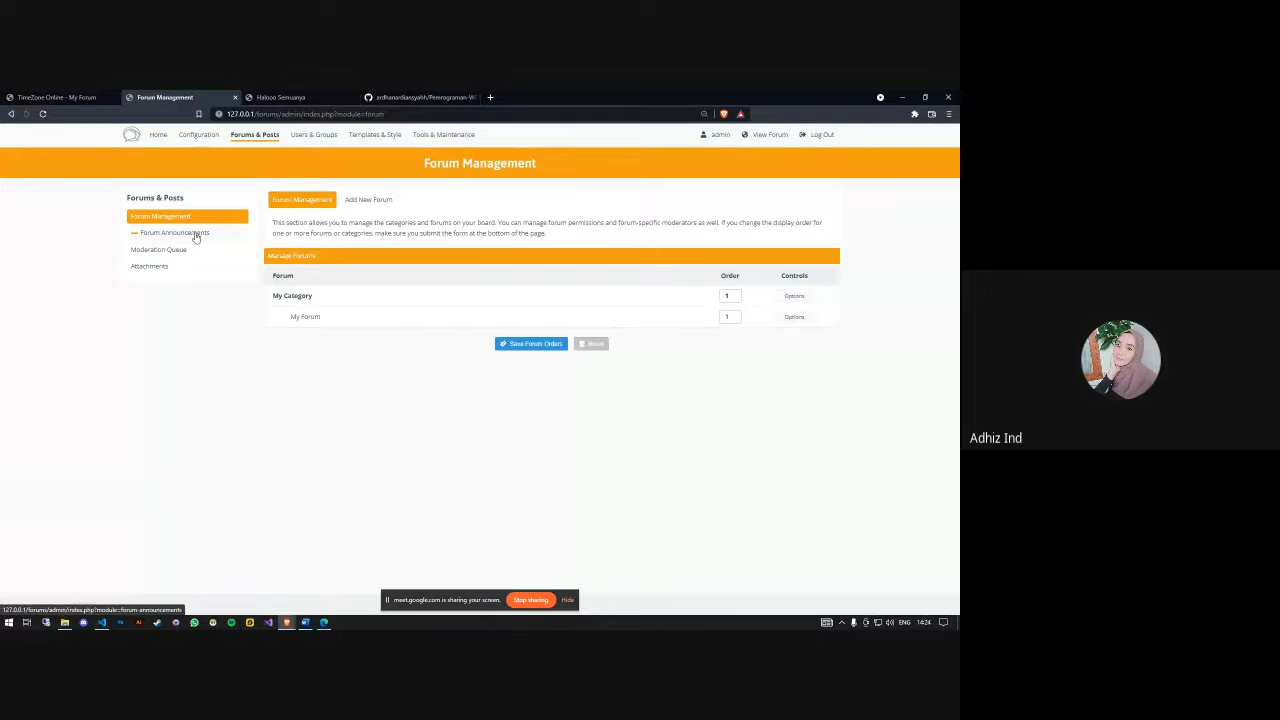 TimeZone Online - My Forum
Forum Management
Halooo Semuanya
ardhanardiansyahh/Pemrograman-W
127.0.0.1/forums/admin/index.php?module=forum
Home Configuration Forums & Posts Users & Groups Templates & Style Tools & Maintenance admin View Forum Log Out
Forum Management
Forums & Posts
Forum Management
Forum Announcements
Moderation Queue
Attachments
Forum Management Add New Forum
This section allows you to manage the categories and forums on your board. You can manage forum permissions and forum-specific moderators as well. If you change the display order for
one or more forums or categories, make sure you submit the form at the bottom of the page.
Manage Forums
Forum Order Controls
My Category 1 Options
My Forum 1 Options
Save Forum Orders Reset
Adhiz Ind
meet.google.com is sharing your screen. Stop sharing Hide
127.0.0.1/forums/admin/index.php?module=forum-announcements
ENG 14:24